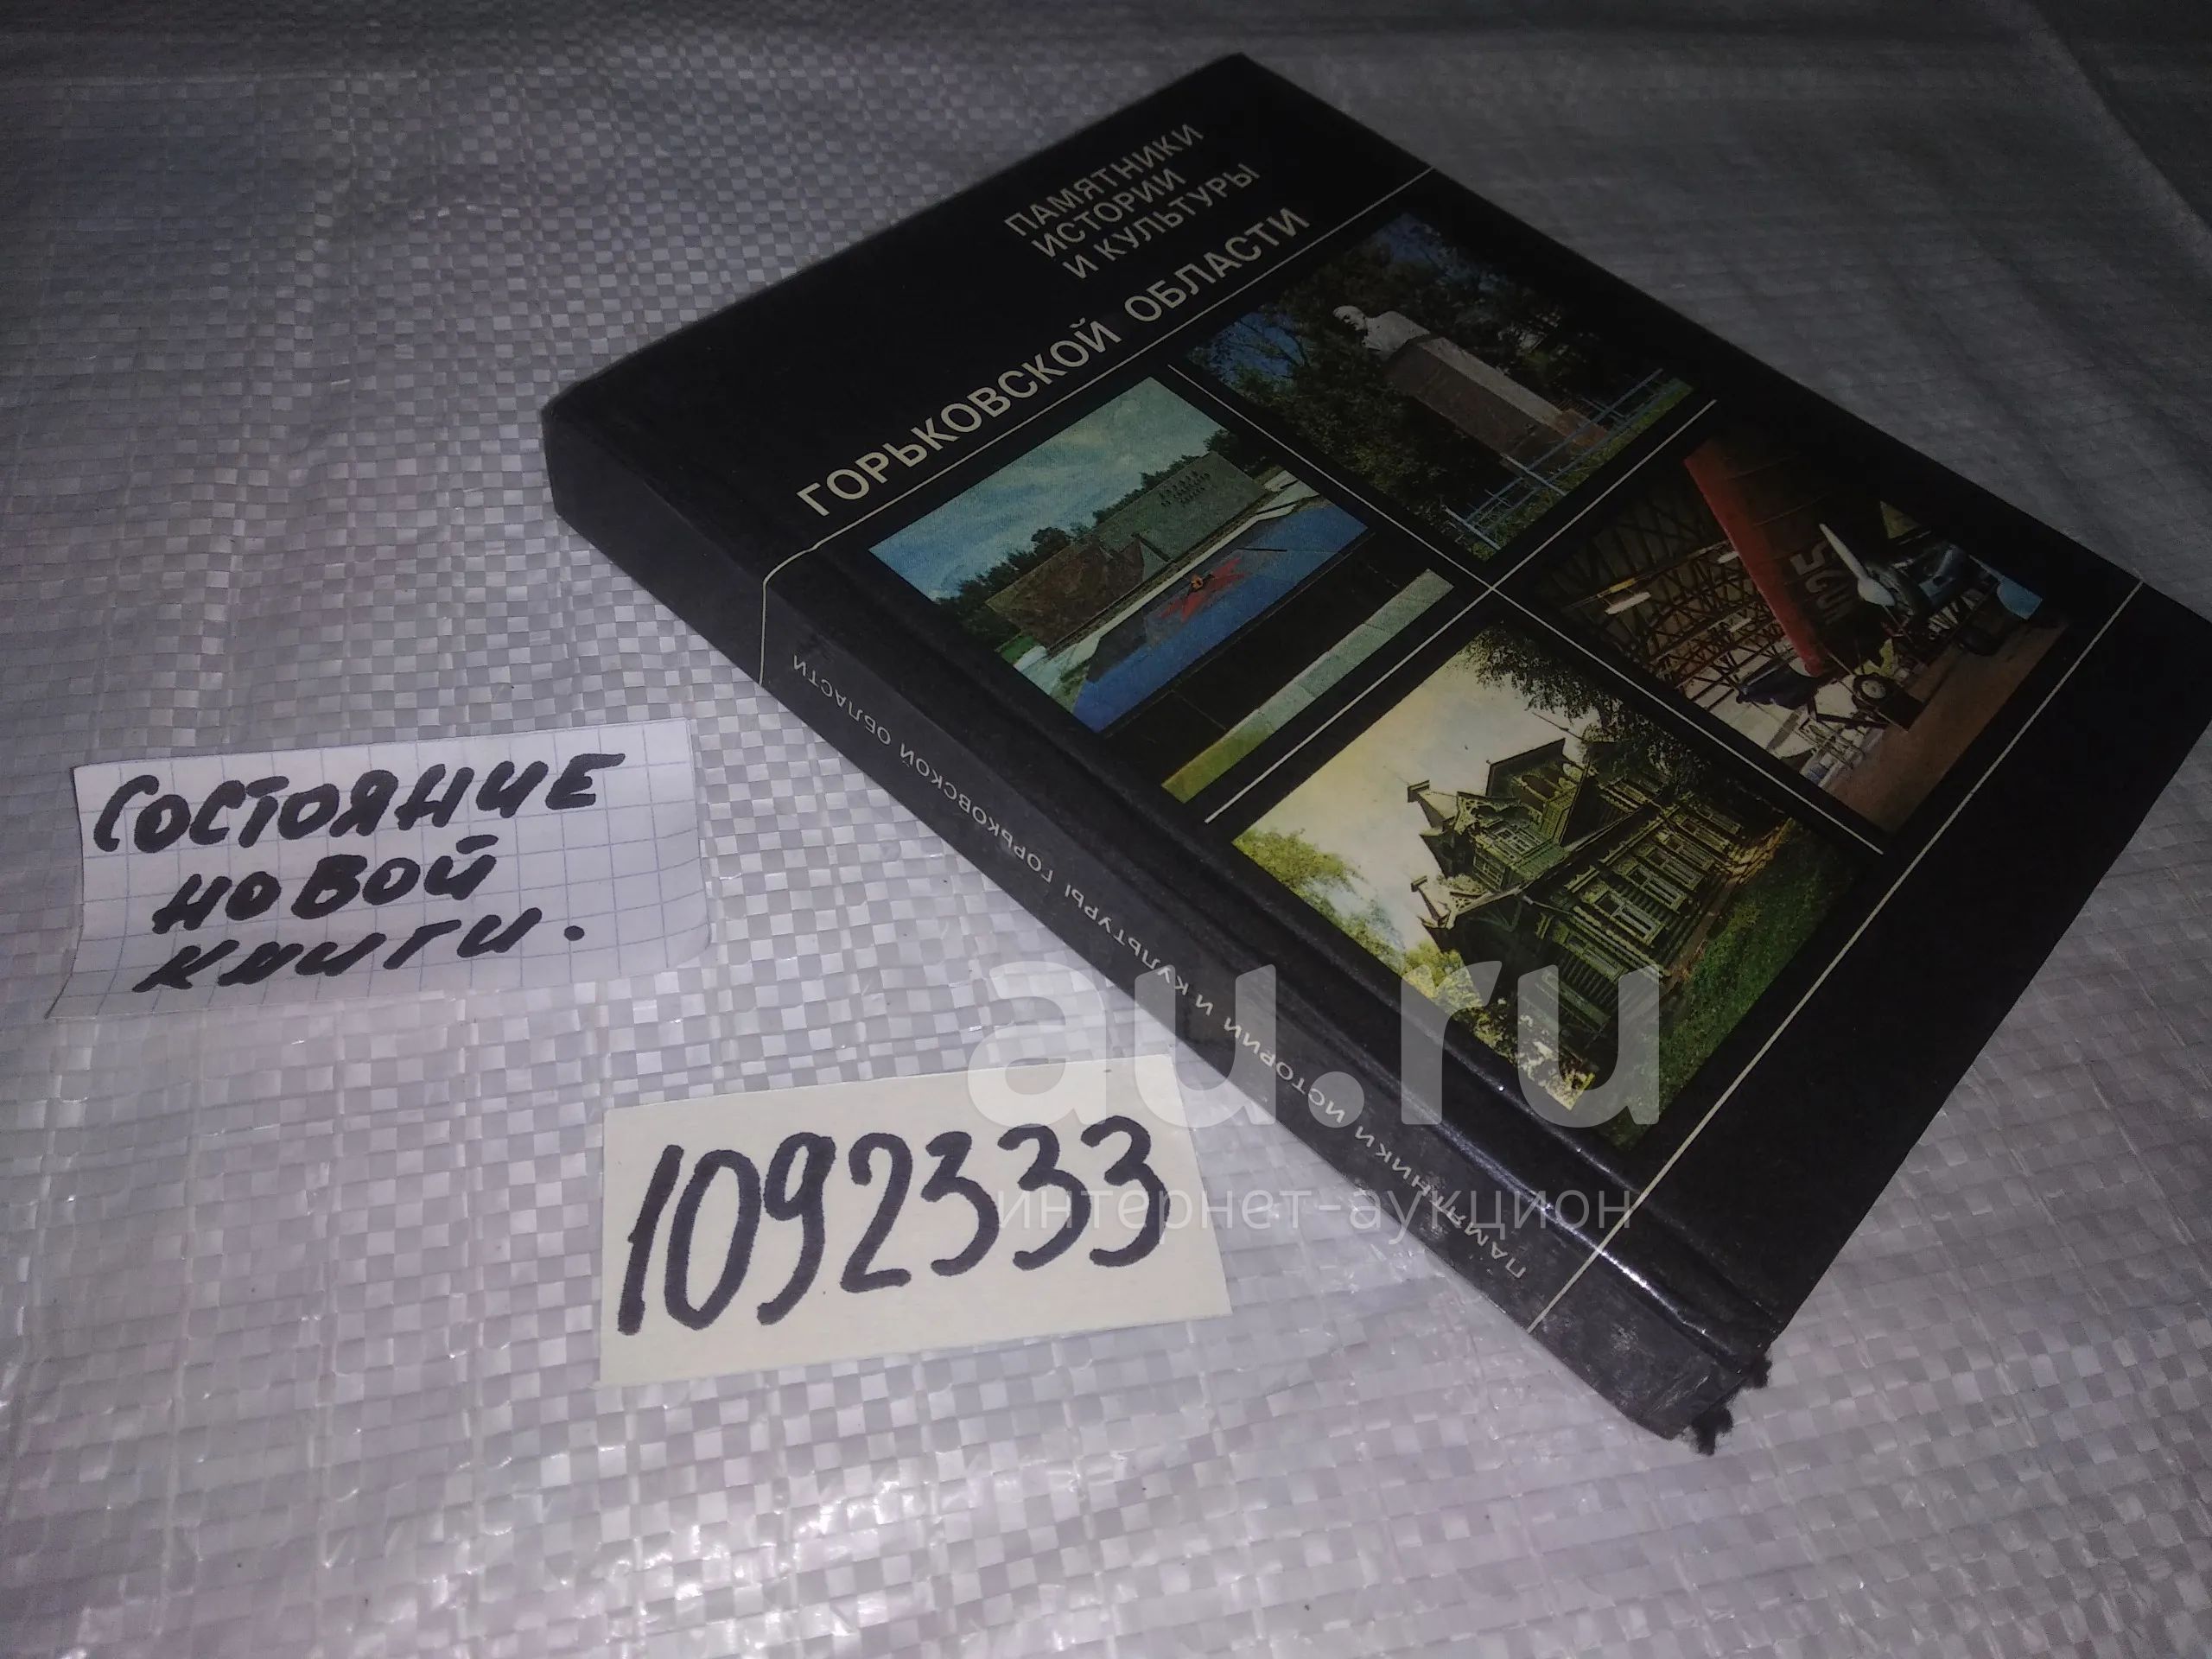 ПАМЯТНИКИ
ИСТОРИИ
И КУЛЬТУРЫ
ГОРЬКОВСКОЙ ОБЛАСТИ
ПАМЯТНИКИ ИСТОРИИ И КУЛЬТУРЫ ГОРЬКОВСКОЙ ОБЛАСТИ
СОСТОЯНИЕ
НОВОЙ
КНИГИ.
1092333
au.ru
интернет-аукцион